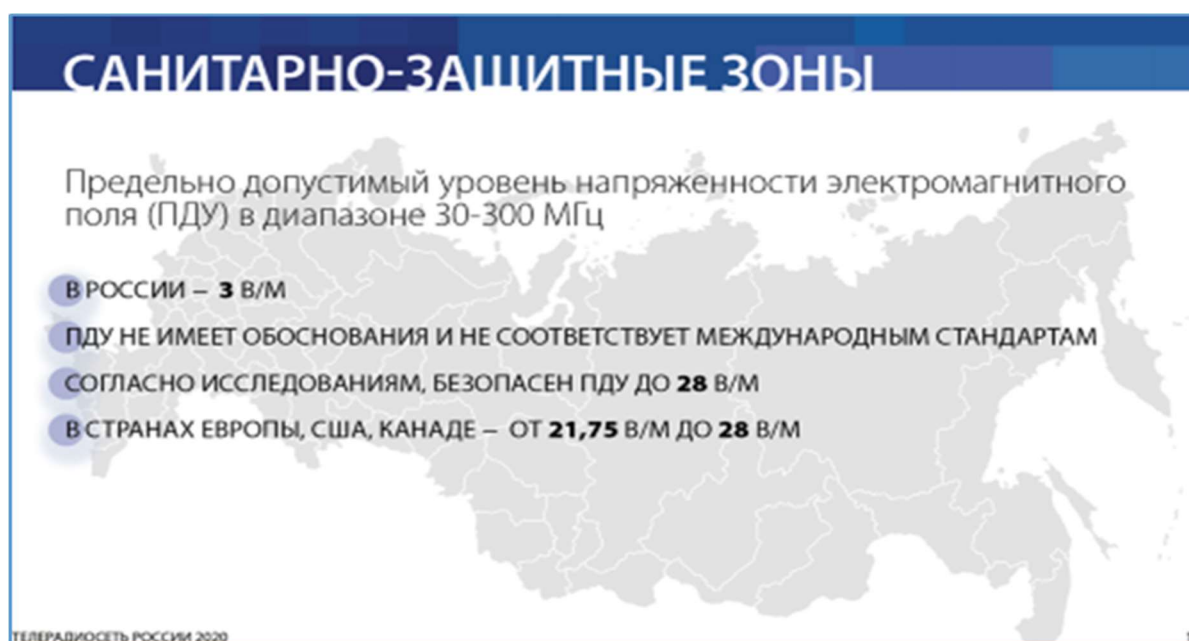 САНИТАРНО-ЗАЩИТНЫЕ ЗОНЫ
Предельно допустимый уровень напряженности электромагнитного
поля (ПДУ) в диапазоне 30-300 МГц
В РОССИИ – 3 В/М
ПДУ НЕ ИМЕЕТ ОБОСНОВАНИЯ И НЕ СООТВЕТСТВУЕТ МЕЖДУНАРОДНЫМ СТАНДАРТАМ
СОГЛАСНО ИССЛЕДОВАНИЯМ, БЕЗОПАСЕН ПДУ ДО 28 В/М
В СТРАНАХ ЕВРОПЫ, США, КАНАДЕ – ОТ 21,75 В/М ДО 28 В/М
ТЕЛЕРАДИОСЕТЬ РОССИИ 2020